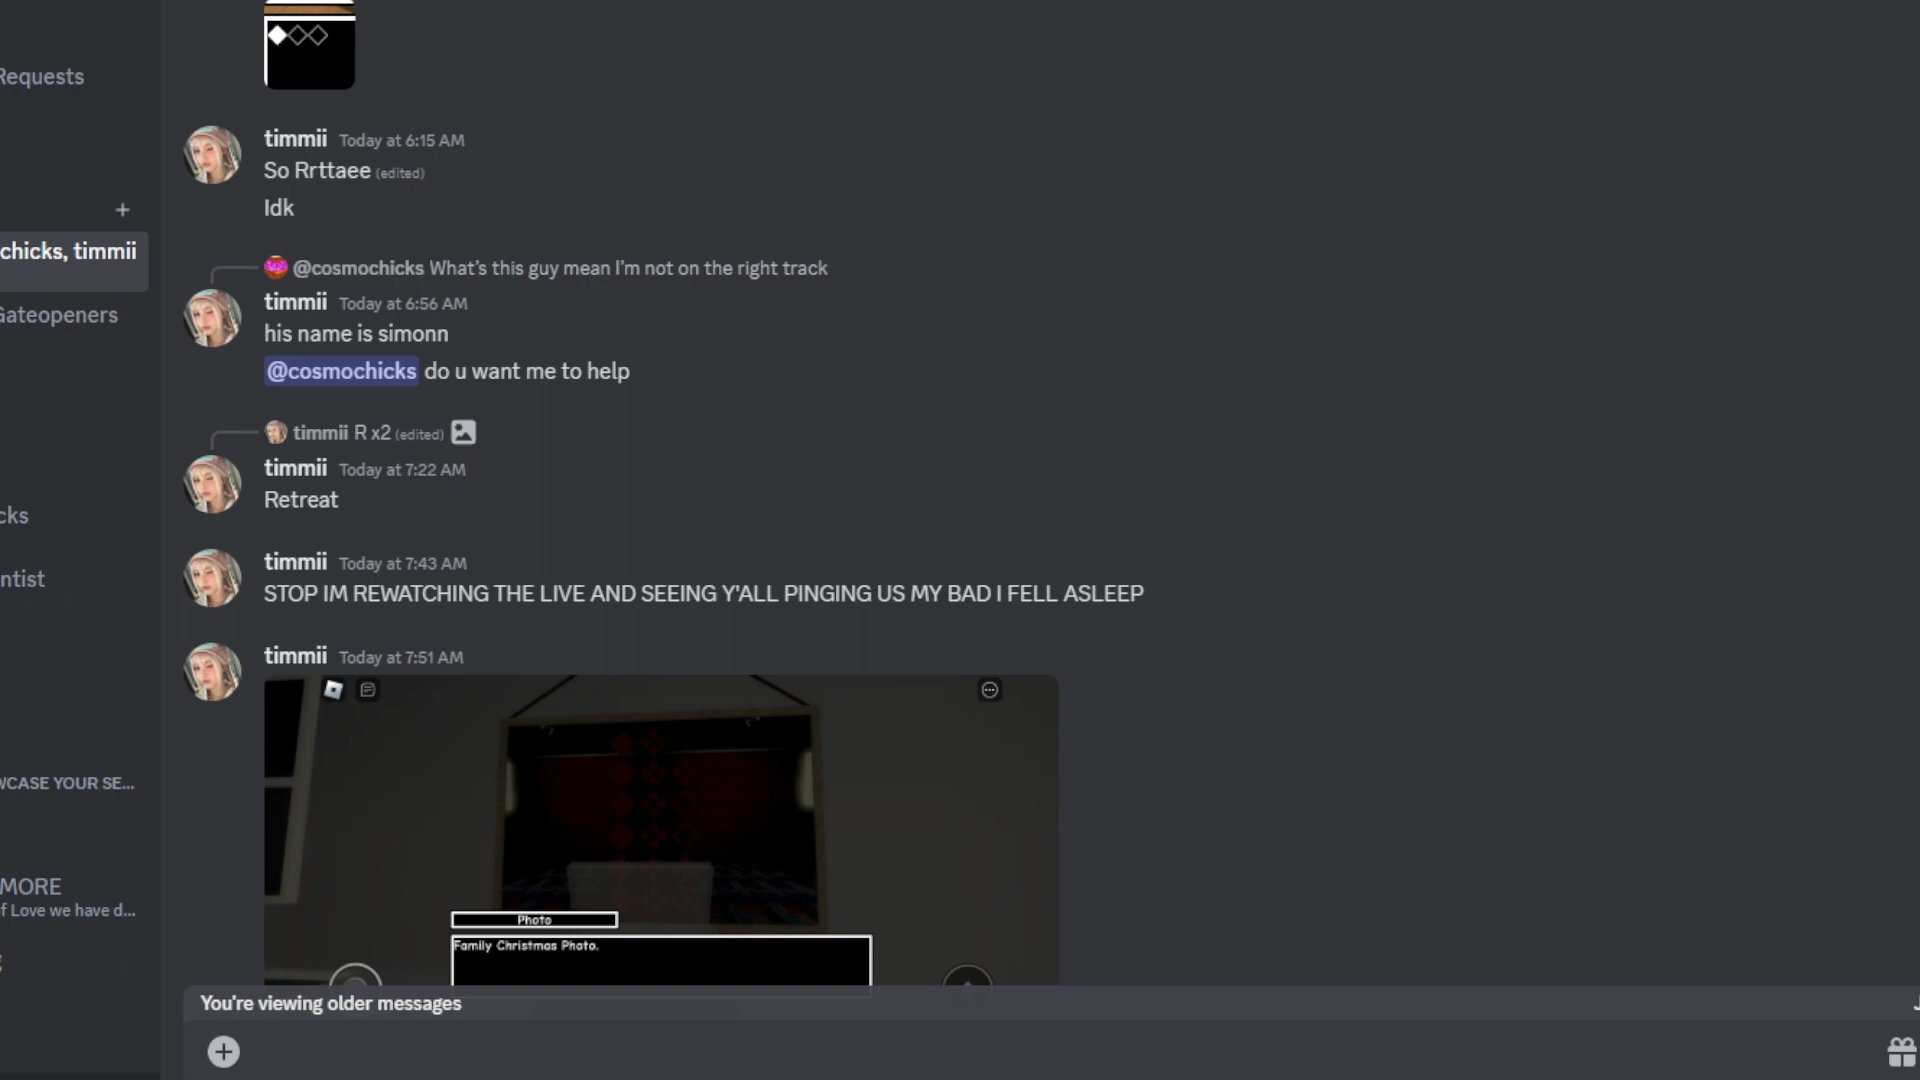 Requests
timmii Today at 6:15 AM
So Rrttaee (edited)
Idk
chicks, timmii
@cosmochicks What's this guy mean I'm not on the right track
timmii Today at 6:56 AM
Gateopeners
his name is simonn
@cosmochicks do u want me to help
timmii R x2 (edited)
timmii Today at 7:22 AM
Retreat
cks
timmii Today at 7:43 AM
ntist
STOP IM REWATCHING THE LIVE AND SEEING Y'ALL PINGING US MY BAD I FELL ASLEEP
timmii Today at 7:51 AM
WCASE YOUR SE...
MORE
f Love we have d...
Photo
Family Christmas Photo.
You're viewing older messages